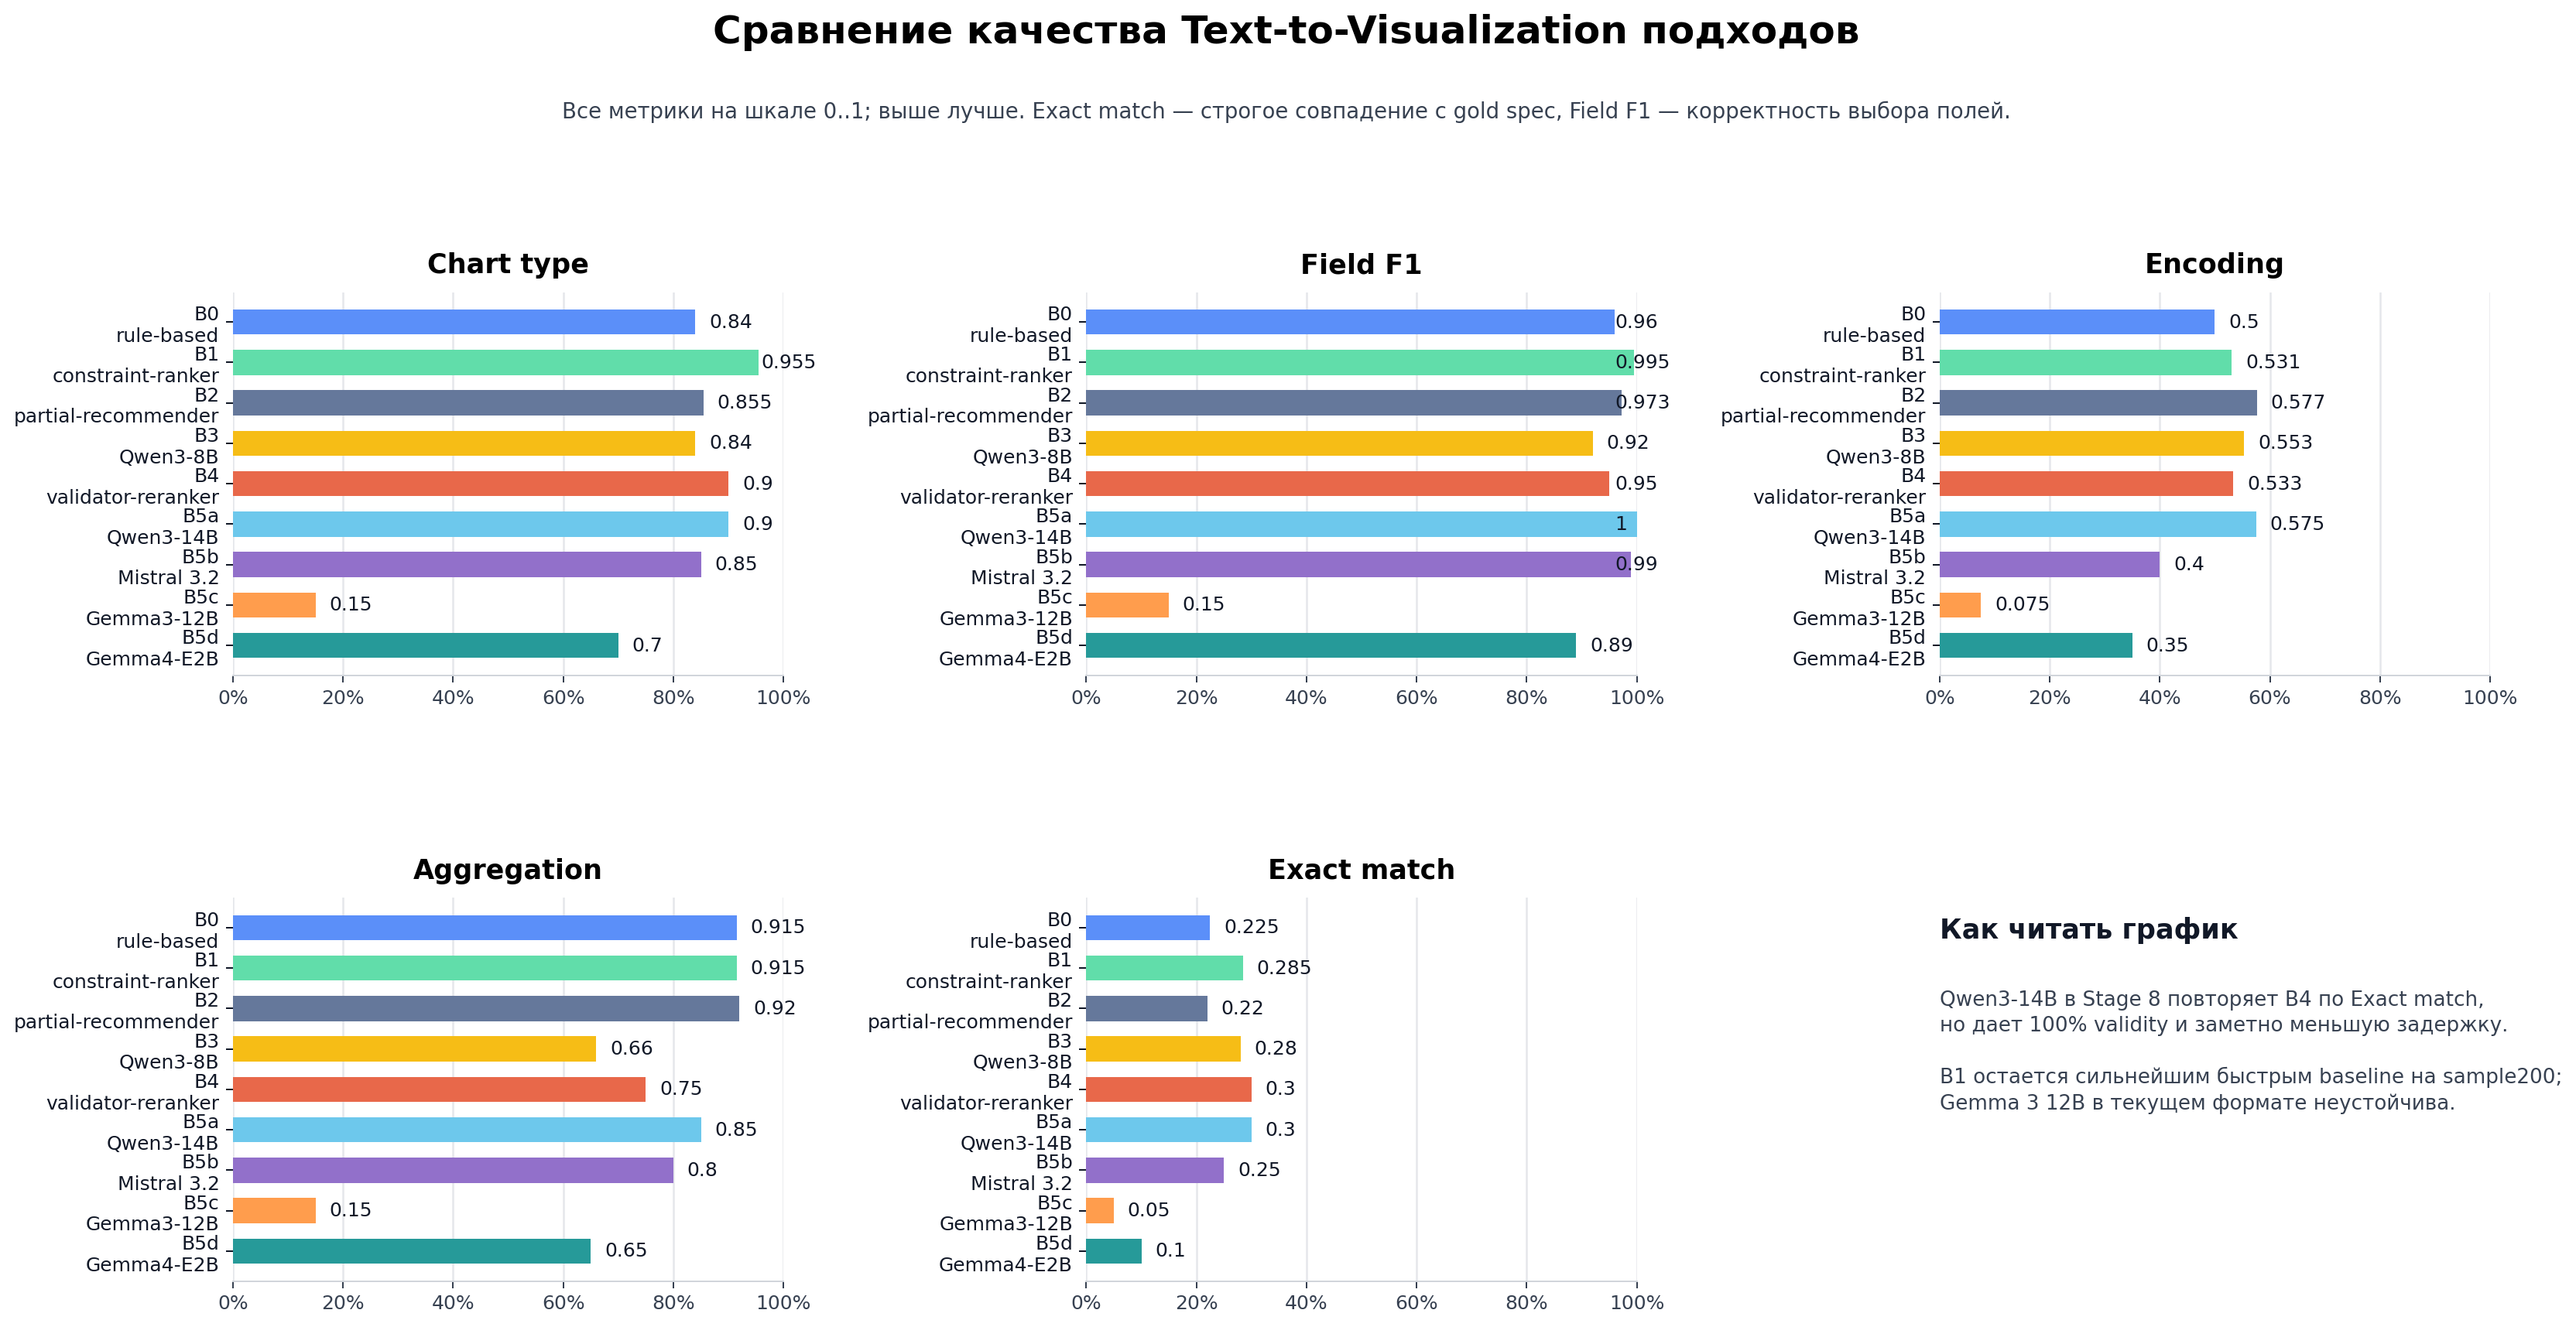 Сравнение качества Text-to-Visualization подходов
Все метрики на шкале 0..1; выше лучше. Exact match — строгое совпадение с gold spec, Field F1 — корректность выбора полей.
Chart type
B0
rule-based
0.84
B1
constraint-ranker
0.955
B2
partial-recommender
0.855
B3
Qwen3-8B
0.84
B4
validator-reranker
0.9
B5a
Qwen3-14B
0.9
B5b
Mistral 3.2
0.85
B5c
Gemma3-12B
0.15
B5d
Gemma4-E2B
0.7
0% 20% 40% 60% 80% 100%
Field F1
B0
rule-based
0.96
B1
constraint-ranker
0.995
B2
partial-recommender
0.973
B3
Qwen3-8B
0.92
B4
validator-reranker
0.95
B5a
Qwen3-14B
1
B5b
Mistral 3.2
0.99
B5c
Gemma3-12B
0.15
B5d
Gemma4-E2B
0.89
0% 20% 40% 60% 80% 100%
Encoding
B0
rule-based
0.5
B1
constraint-ranker
0.531
B2
partial-recommender
0.577
B3
Qwen3-8B
0.553
B4
validator-reranker
0.533
B5a
Qwen3-14B
0.575
B5b
Mistral 3.2
0.4
B5c
Gemma3-12B
0.075
B5d
Gemma4-E2B
0.35
0% 20% 40% 60% 80% 100%
Aggregation
B0
rule-based
0.915
B1
constraint-ranker
0.915
B2
partial-recommender
0.92
B3
Qwen3-8B
0.66
B4
validator-reranker
0.75
B5a
Qwen3-14B
0.85
B5b
Mistral 3.2
0.8
B5c
Gemma3-12B
0.15
B5d
Gemma4-E2B
0.65
0% 20% 40% 60% 80% 100%
Exact match
B0
rule-based
0.225
B1
constraint-ranker
0.285
B2
partial-recommender
0.22
B3
Qwen3-8B
0.28
B4
validator-reranker
0.3
B5a
Qwen3-14B
0.3
B5b
Mistral 3.2
0.25
B5c
Gemma3-12B
0.05
B5d
Gemma4-E2B
0.1
0% 20% 40% 60% 80% 100%
Как читать график
Qwen3-14B в Stage 8 повторяет B4 по Exact match,
но дает 100% validity и заметно меньшую задержку.
B1 остается сильнейшим быстрым baseline на sample200;
Gemma 3 12B в текущем формате неустойчива.